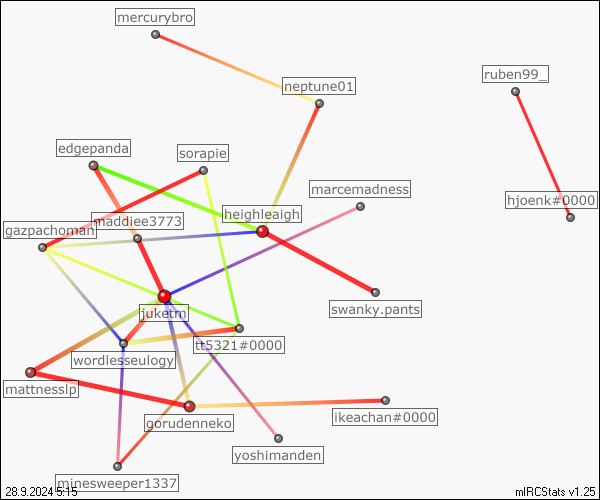 mercurybro
ruben99_
neptune01
edgepanda
sorapie
marcemadness
hjoenk#0000
heighleaigh
maddiee3773
gazpachoman
juketm
swanky.pants
tt5321#0000
wordlesseulogy
mattnessip
ikeachan#0000
gorudenneko
yoshimanden
minesweeper1337
28.9.2024 5:15
mIRCStats v1.25